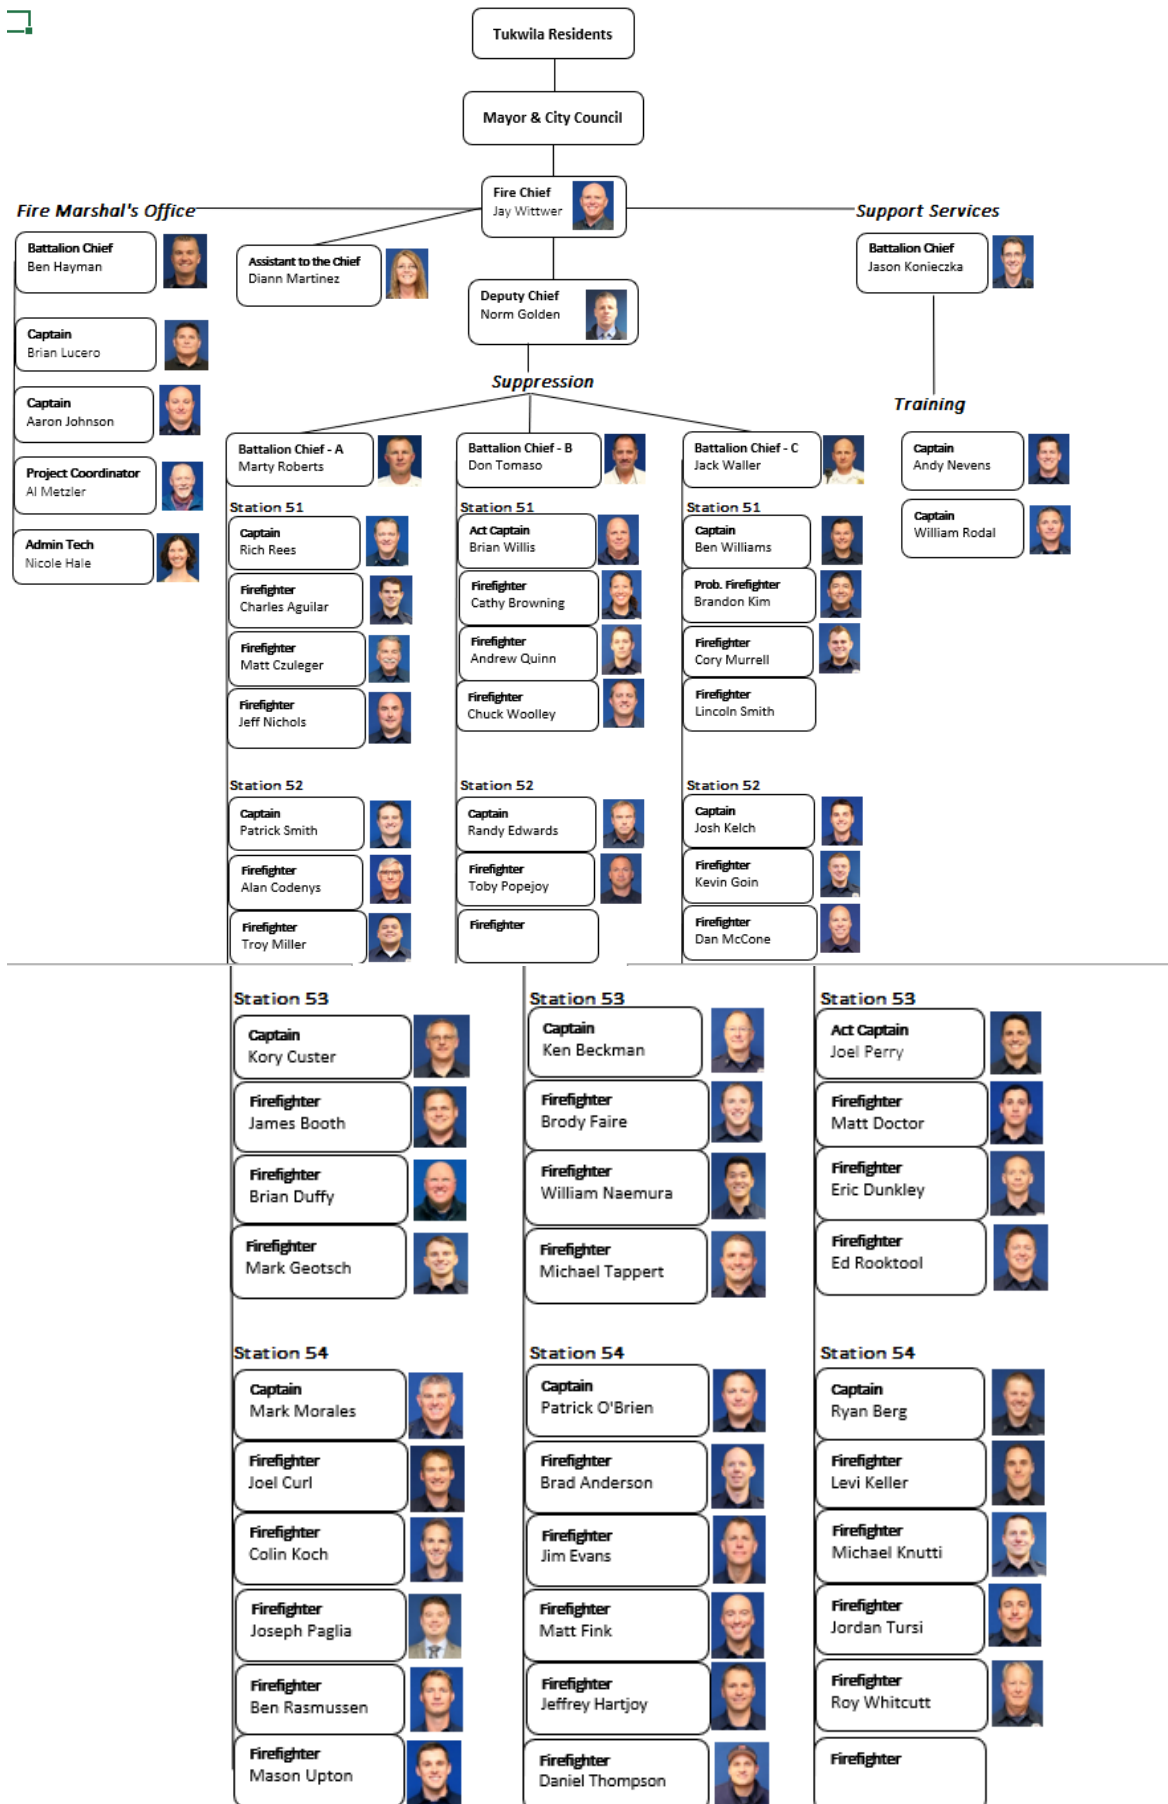 Tukwila Residents
Mayor & City Council
Fire Chief
Jay Wittwer
Fire Marshal's Office
Support Services
Battalion Chief
Ben Hayman
Assistant to the Chief
Diann Martinez
Battalion Chief
Jason Konieczka
Deputy Chief
Norm Golden
Captain
Brian Lucero
Captain
Aaron Johnson
Project Coordinator
Al Metzler
Admin Tech
Nicole Hale
Suppression
Training
Captain
Andy Nevens
Captain
William Rodal
Battalion Chief - A
Marty Roberts
Station 51
Captain
Rich Rees
Firefighter
Charles Aguilar
Firefighter
Matt Czuleger
Firefighter
Jeff Nichols
Station 52
Captain
Patrick Smith
Firefighter
Alan Codenys
Firefighter
Troy Miller
Battalion Chief - B
Don Tomaso
Station 51
Act Captain
Brian Willis
Firefighter
Cathy Browning
Firefighter
Andrew Quinn
Firefighter
Chuck Woolley
Station 52
Captain
Randy Edwards
Firefighter
Toby Popejoy
Firefighter
Battalion Chief - C
Jack Waller
Station 51
Captain
Ben Williams
Prob. Firefighter
Brandon Kim
Firefighter
Cory Murrell
Firefighter
Lincoln Smith
Station 52
Captain
Josh Kelch
Firefighter
Kevin Goin
Firefighter
Dan McCone
Station 53
Captain
Kory Custer
Firefighter
James Booth
Firefighter
Brian Duffy
Firefighter
Mark Geotsch
Station 54
Captain
Mark Morales
Firefighter
Joel Curl
Firefighter
Colin Koch
Firefighter
Joseph Paglia
Firefighter
Ben Rasmussen
Firefighter
Mason Upton
Station 53
Captain
Ken Beckman
Firefighter
Brody Faire
Firefighter
William Naemura
Firefighter
Michael Tappert
Station 54
Captain
Patrick O'Brien
Firefighter
Brad Anderson
Firefighter
Jim Evans
Firefighter
Matt Fink
Firefighter
Jeffrey Hartjoy
Firefighter
Daniel Thompson
Station 53
Act Captain
Joel Perry
Firefighter
Matt Doctor
Firefighter
Eric Dunkley
Firefighter
Ed Rooktool
Station 54
Captain
Ryan Berg
Firefighter
Levi Keller
Firefighter
Michael Knutti
Firefighter
Jordan Tursi
Firefighter
Roy Whitcutt
Firefighter